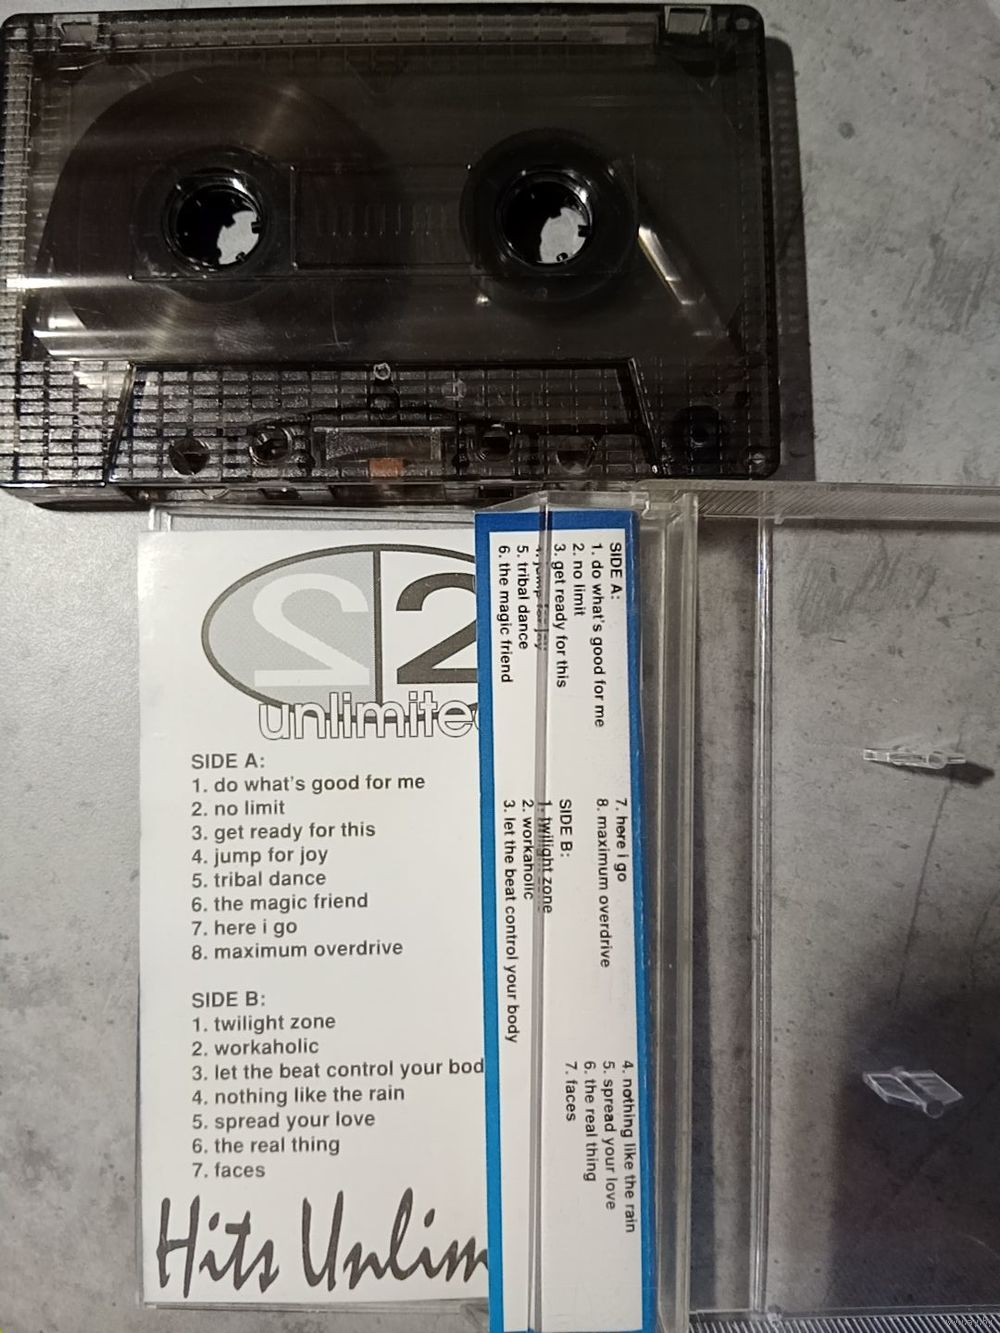 2 2
unlimite
SIDE A:
1. do what's good for me
2. no limit
3. get ready for this
4. jump for joy
5. tribal dance
6. the magic friend
7. here i go
8. maximum overdrive
SIDE B:
1. twilight zone
2. workaholic
3. let the beat control your bod
4. nothing like the rain
5. spread your love
6. the real thing
7. faces
Hits Unlim
SIDE A:
1. do what's good for me
2. no limit
3. get ready for this
4. jump for joy
5. tribal dance
6. the magic friend
7. here i go
8. maximum overdrive
SIDE B:
1. twilight zone
2. workaholic
3. let the beat control your body
4. nothing like the rain
5. spread your love
6. the real thing
7. faces